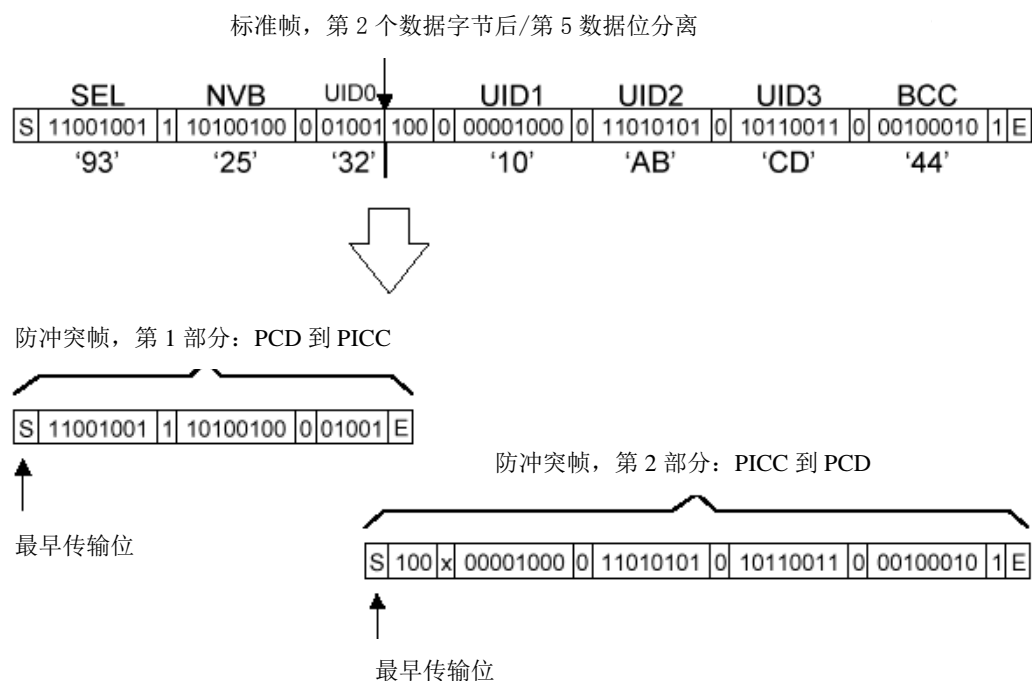 标准帧，第 2 个数据字节后/第 5 数据位分离
SEL NVB UID0 UID1 UID2 UID3 BCC
S 11001001 1 10100100 0 01001 100 0 00001000 0 11010101 0 10110011 0 00100010 1 E
‘93’ ‘25’ ‘32’ ‘10’ ‘AB’ ‘CD’ ‘44’
防冲突帧，第 1 部分：PCD 到 PICC
S 11001001 1 10100100 0 01001 E
最早传输位
防冲突帧，第 2 部分：PICC 到 PCD
S 100 x 00001000 0 11010101 0 10110011 0 00100010 1 E
最早传输位